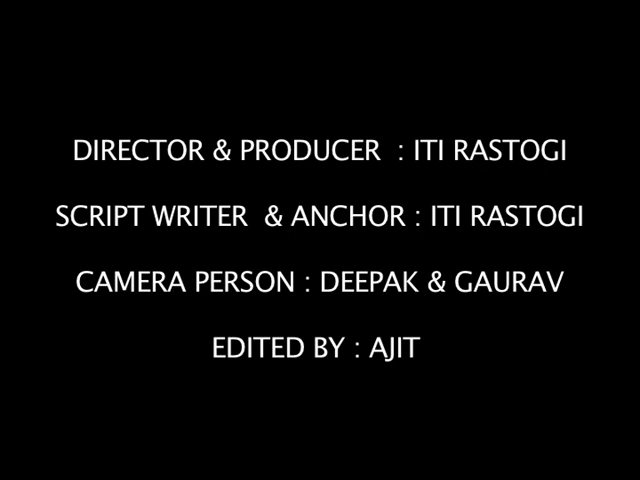 DIRECTOR & PRODUCER  : ITI RASTOGI
SCRIPT WRITER  & ANCHOR : ITI RASTOGI
CAMERA PERSON : DEEPAK & GAURAV
EDITED BY : AJIT